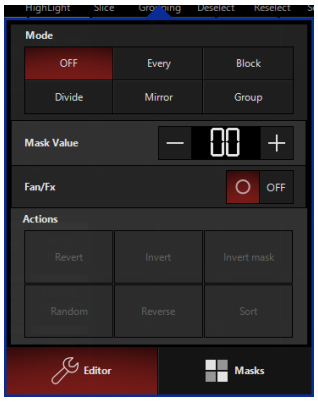 HighLight Slice Grouping Deselect Reselect
Mode
OFF Every Block
Divide Mirror Group
Mask Value — 00 +
Fan/Fx OFF
Actions
Revert Invert Invert mask
Random Reverse Sort
Editor Masks